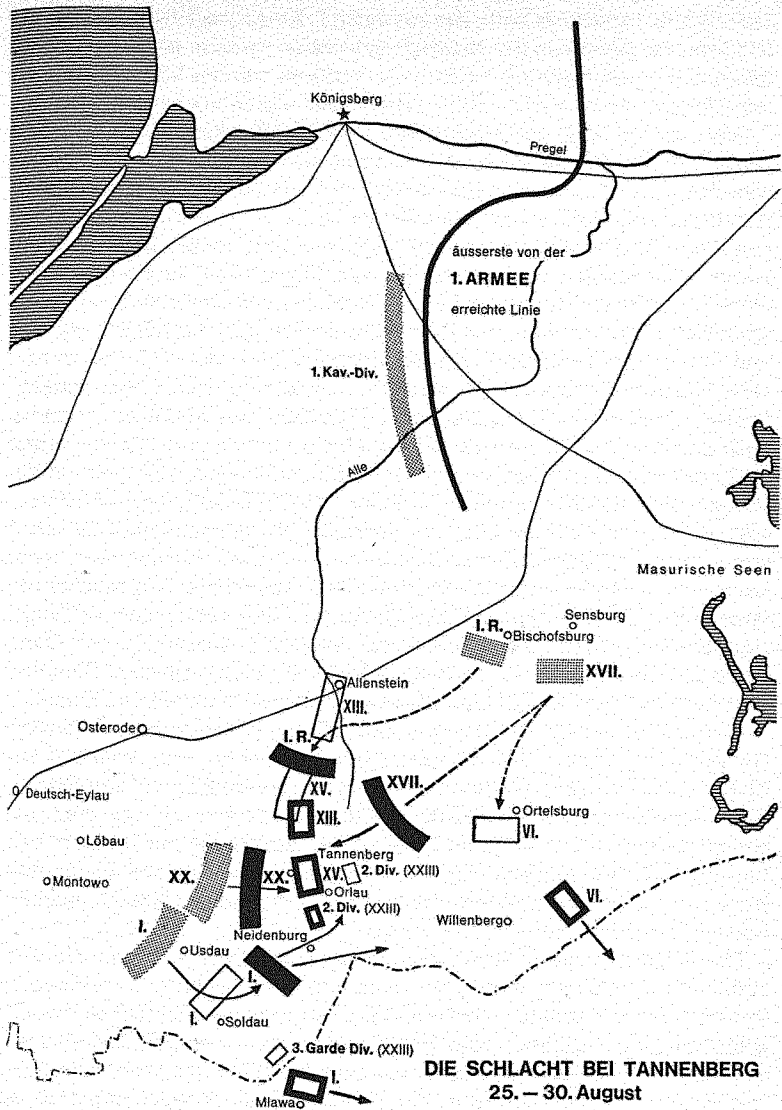 Königsberg
Pregel
äusserste von der
1. ARMEE
erreichte Linie
1. Kav.-Div.
Alle
Masurische Seen
Sensburg
I. R.
Bischofsburg
XVII.
Allenstein
XIII.
Osterode
I. R.
XV.
XVII.
Deutsch-Eylau
XIII.
Ortelsburg
VI.
Löbau
Tannenberg
XX.
XX.
XV.
2. Div. (XXIII)
Montowo
Orlau
VI.
2. Div. (XXIII)
Willenberg
I.
Neidenburg
Usdau
I.
I.
Soldau
3. Garde Div. (XXIII)
DIE SCHLACHT BEI TANNENBERG
I.
25. – 30. August
Mlawa